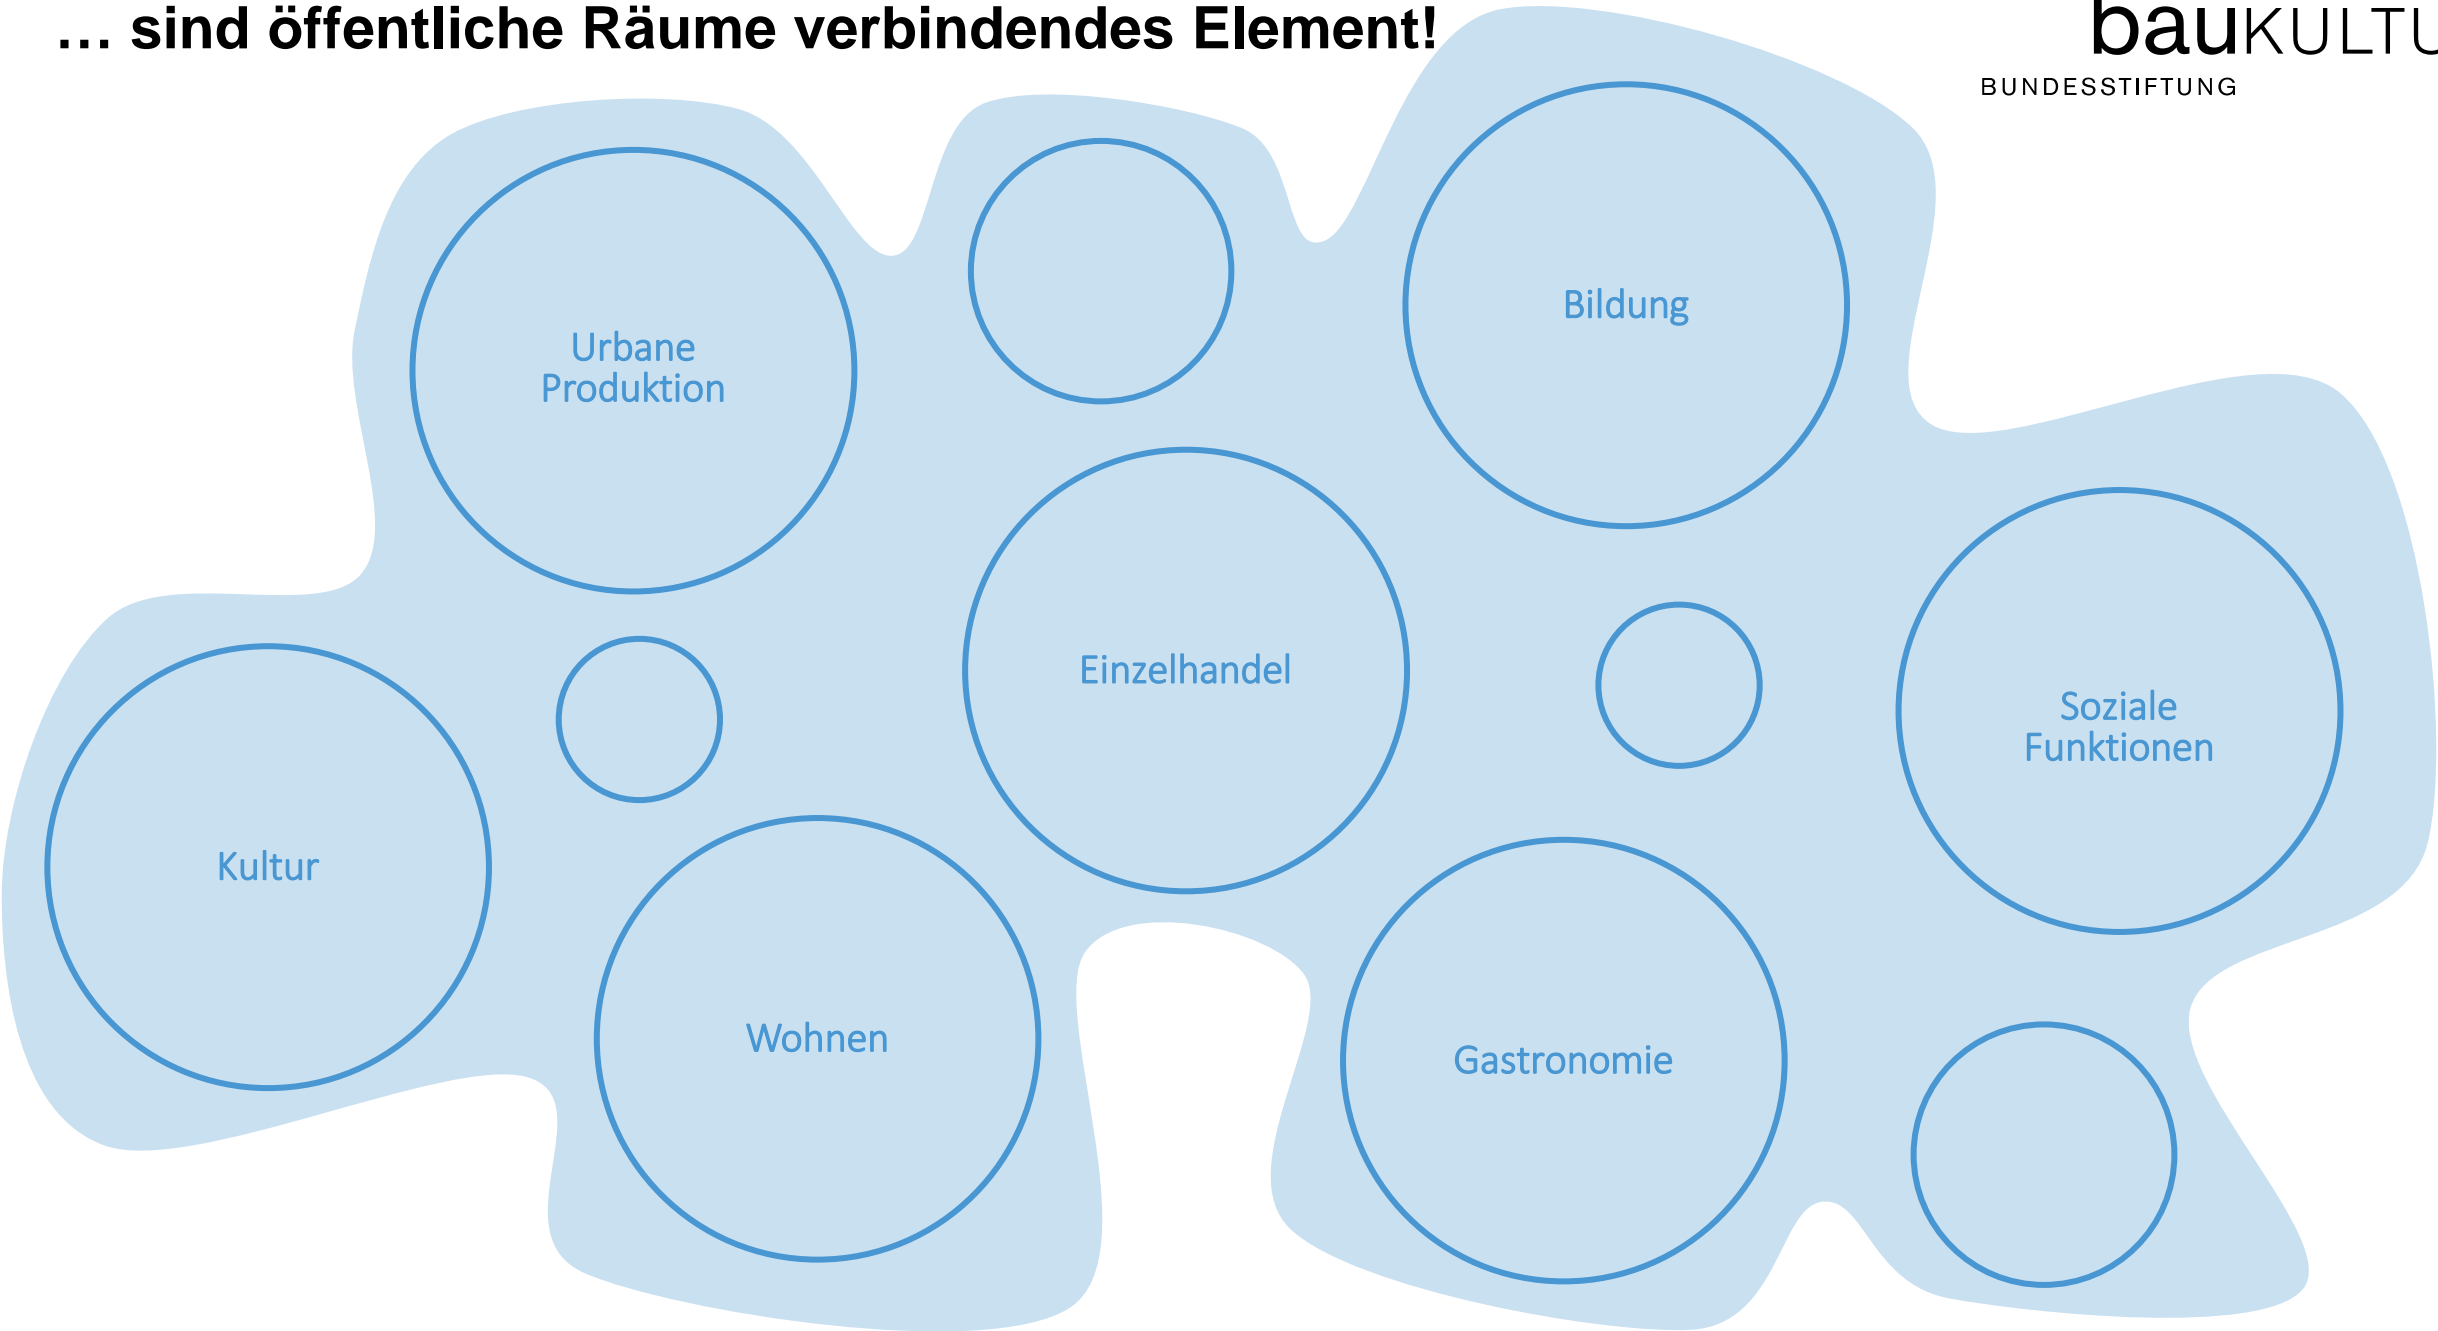 … sind öffentliche Räume verbindendes Element!
bauKULTU
BUNDESSTIFTUNG
Bildung
Urbane
Produktion
Einzelhandel
Soziale
Funktionen
Kultur
Wohnen
Gastronomie